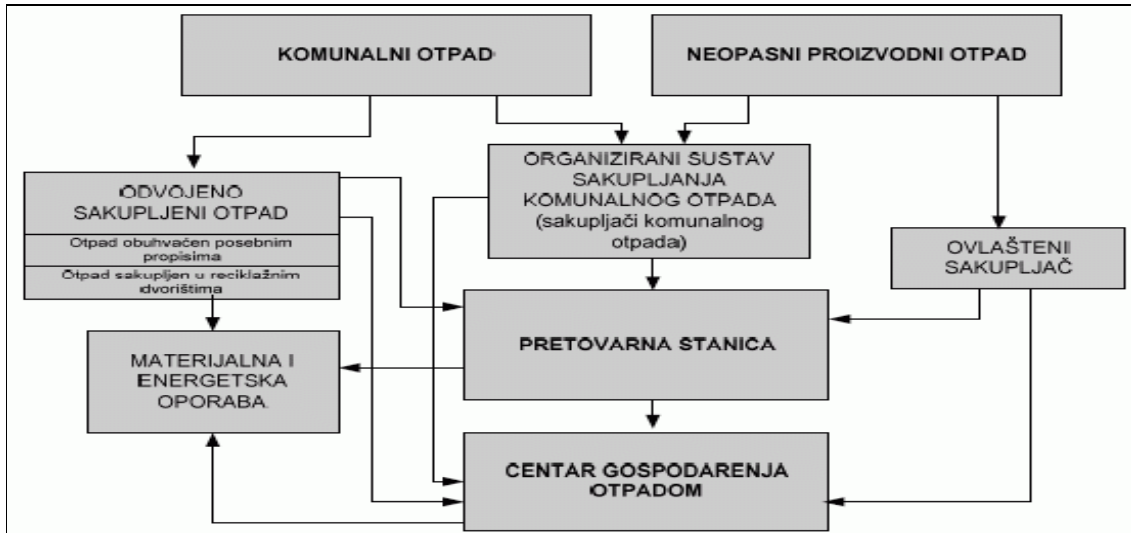 KOMUNALNI OTPAD
NEOPASNI PROIZVODNI OTPAD
ODVOJENO
SAKUPLJENI OTPAD
Otpad obuhvaćen posebnim
propisima
Otpad sakupljen u reciklažnim
dvorištima
ORGANIZIRANI SUSTAV
SAKUPLJANJA
KOMUNALNOG OTPADA
(sakupljači komunalnog
otpada)
OVLAŠTENI
SAKUPLJAČ
PRETOVARNA STANICA
MATERIJALNA I
ENERGETSKA
OPORABA
CENTAR GOSPODARENJA
OTPADOM